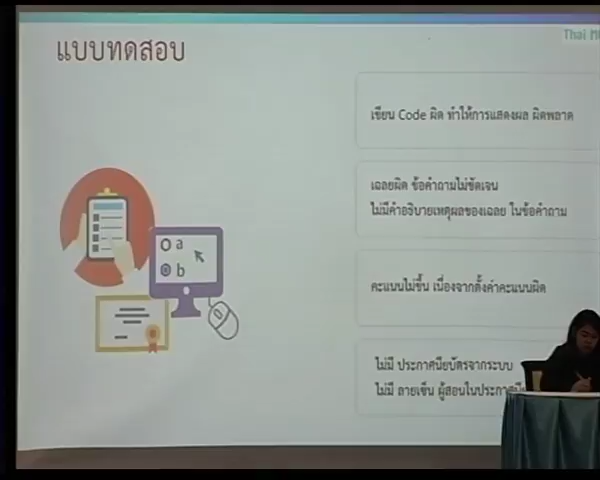 Thai M
แบบทดสอบ
เขียน Code ผิด ทำให้การแสดงผล ผิดพลาด
เฉลยผิด ข้อคำถามไม่ชัดเจน
ไม่มีคำอธิบายเหตุผลของเฉลย ในข้อคำถาม
a
b
คะแนนไม่ขึ้น เนื่องจากตั้งค่าคะแนนผิด
ไม่มี ประกาศนียบัตรจากระบบ
ไม่มี ลายเซ็น ผู้สอนในประกาศนี